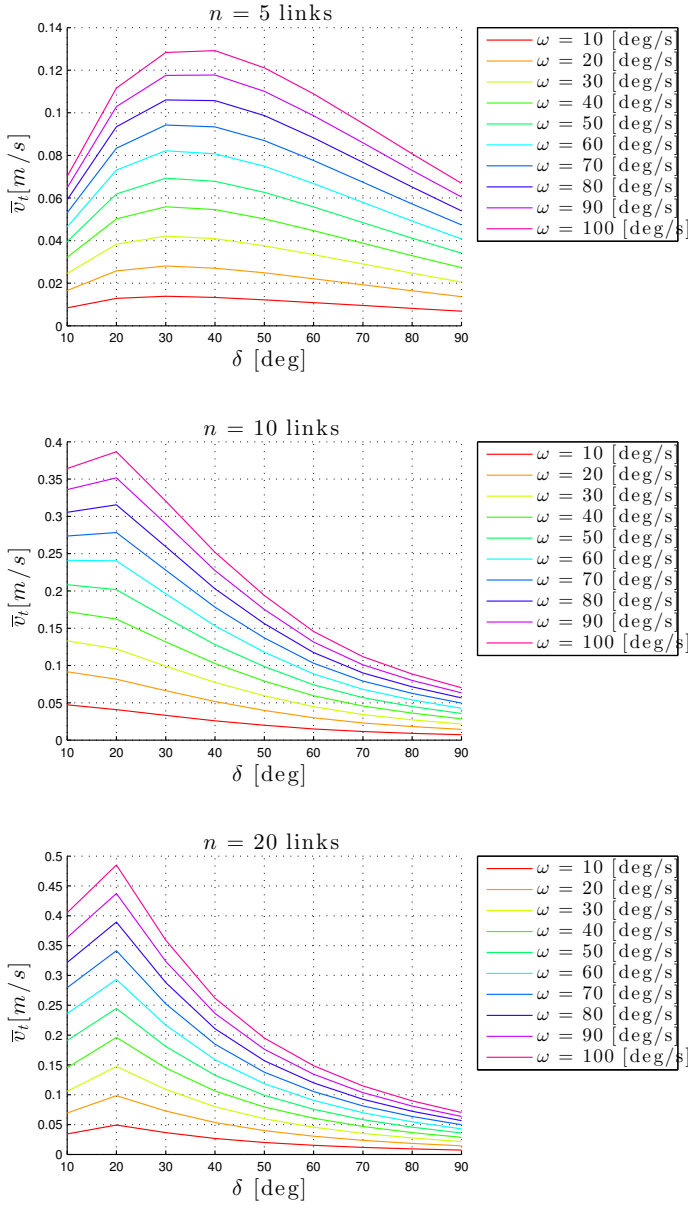 n = 5 links
0.14
0.12
0.1
0.08
0.06
0.04
0.02
0
v̅_t[m/s]
10 20 30 40 50 60 70 80 90
δ [deg]
ω = 10 [deg/s]
ω = 20 [deg/s]
ω = 30 [deg/s]
ω = 40 [deg/s]
ω = 50 [deg/s]
ω = 60 [deg/s]
ω = 70 [deg/s]
ω = 80 [deg/s]
ω = 90 [deg/s]
ω = 100 [deg/s]
n = 10 links
0.4
0.35
0.3
0.25
0.2
0.15
0.1
0.05
0
v̅_t[m/s]
10 20 30 40 50 60 70 80 90
δ [deg]
ω = 10 [deg/s]
ω = 20 [deg/s]
ω = 30 [deg/s]
ω = 40 [deg/s]
ω = 50 [deg/s]
ω = 60 [deg/s]
ω = 70 [deg/s]
ω = 80 [deg/s]
ω = 90 [deg/s]
ω = 100 [deg/s]
n = 20 links
0.5
0.45
0.4
0.35
0.3
0.25
0.2
0.15
0.1
0.05
0
v̅_t[m/s]
10 20 30 40 50 60 70 80 90
δ [deg]
ω = 10 [deg/s]
ω = 20 [deg/s]
ω = 30 [deg/s]
ω = 40 [deg/s]
ω = 50 [deg/s]
ω = 60 [deg/s]
ω = 70 [deg/s]
ω = 80 [deg/s]
ω = 90 [deg/s]
ω = 100 [deg/s]